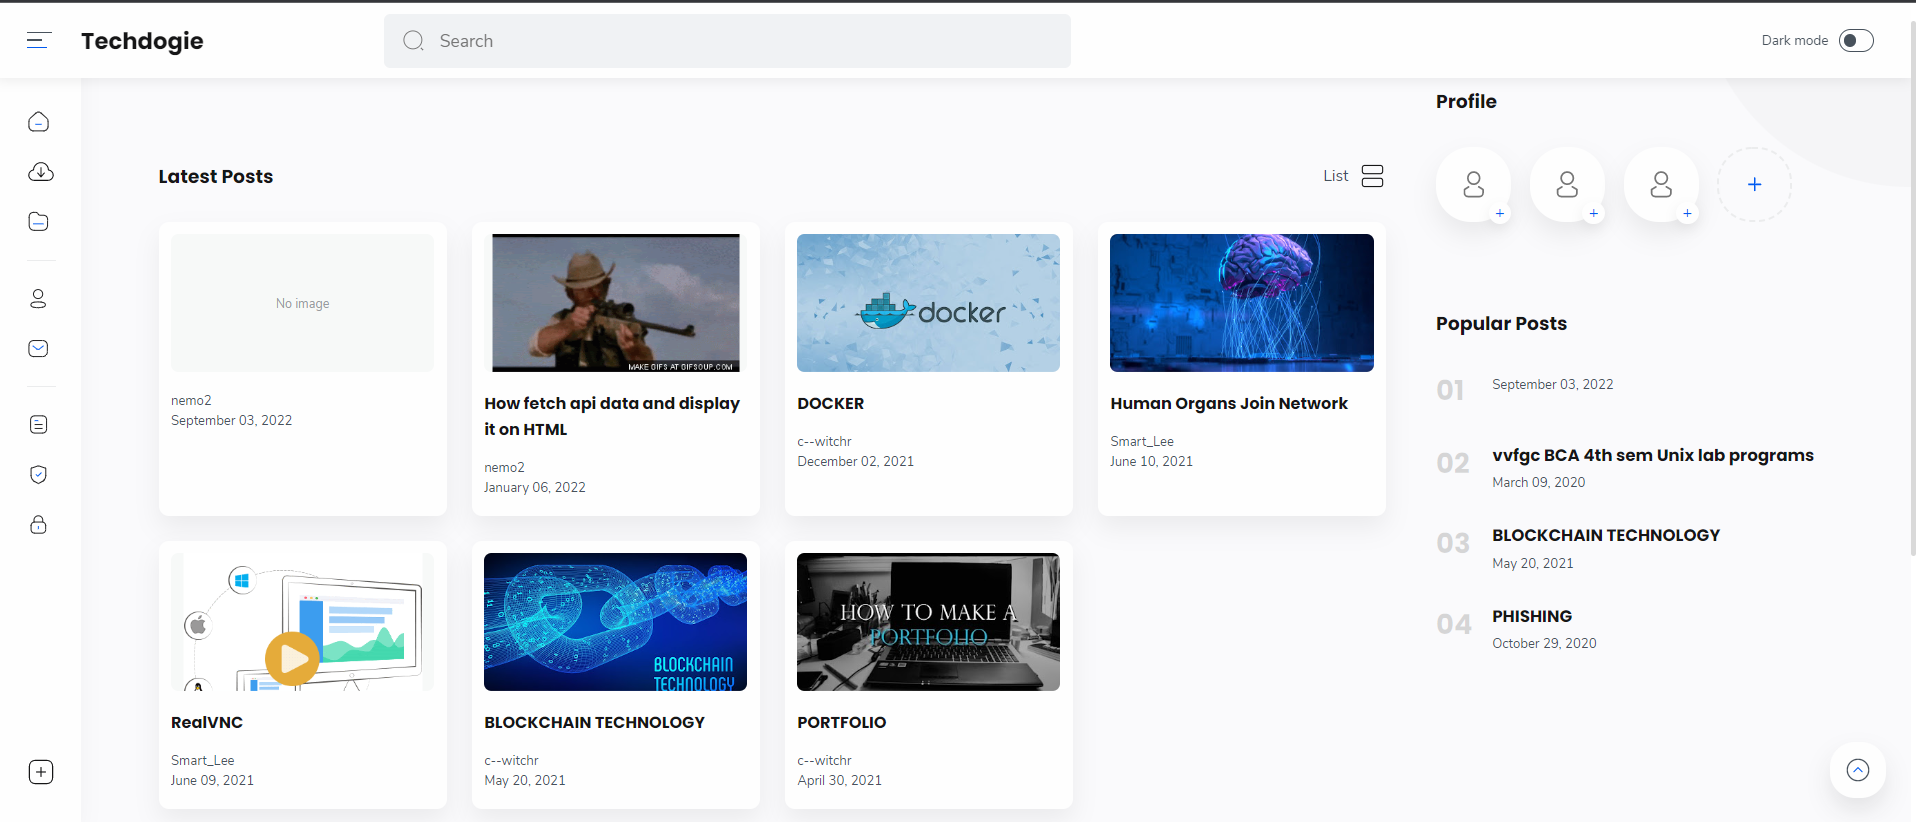 Techdogie
Search
Dark mode
Latest Posts
List
No image
nemo2
September 03, 2022
MAKE GIFS AT GIFSOUP.COM
How fetch api data and display
it on HTML
nemo2
January 06, 2022
docker
DOCKER
c--witchr
December 02, 2021
Human Organs Join Network
Smart_Lee
June 10, 2021
RealVNC
Smart_Lee
June 09, 2021
BLOCKCHAIN
TECHNOLOGY
BLOCKCHAIN TECHNOLOGY
c--witchr
May 20, 2021
HOW TO MAKE A
PORTFOLIO
PORTFOLIO
c--witchr
April 30, 2021
Profile
Popular Posts
01
September 03, 2022
02
vvfgc BCA 4th sem Unix lab programs
March 09, 2020
03
BLOCKCHAIN TECHNOLOGY
May 20, 2021
04
PHISHING
October 29, 2020